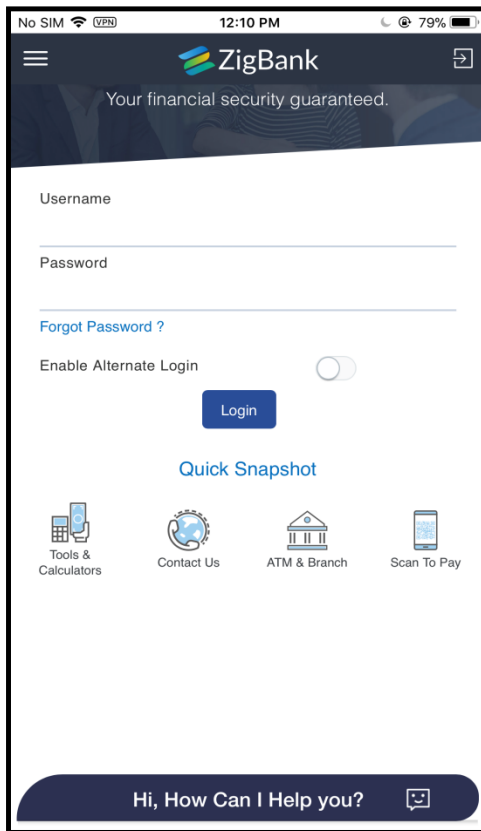 No SIM VPN 12:10 PM 79%
ZigBank
Your financial security guaranteed.
Username
Password
Forgot Password ?
Enable Alternate Login
Login
Quick Snapshot
Tools &
Calculators
Contact Us
ATM & Branch
Scan To Pay
Hi, How Can I Help you?